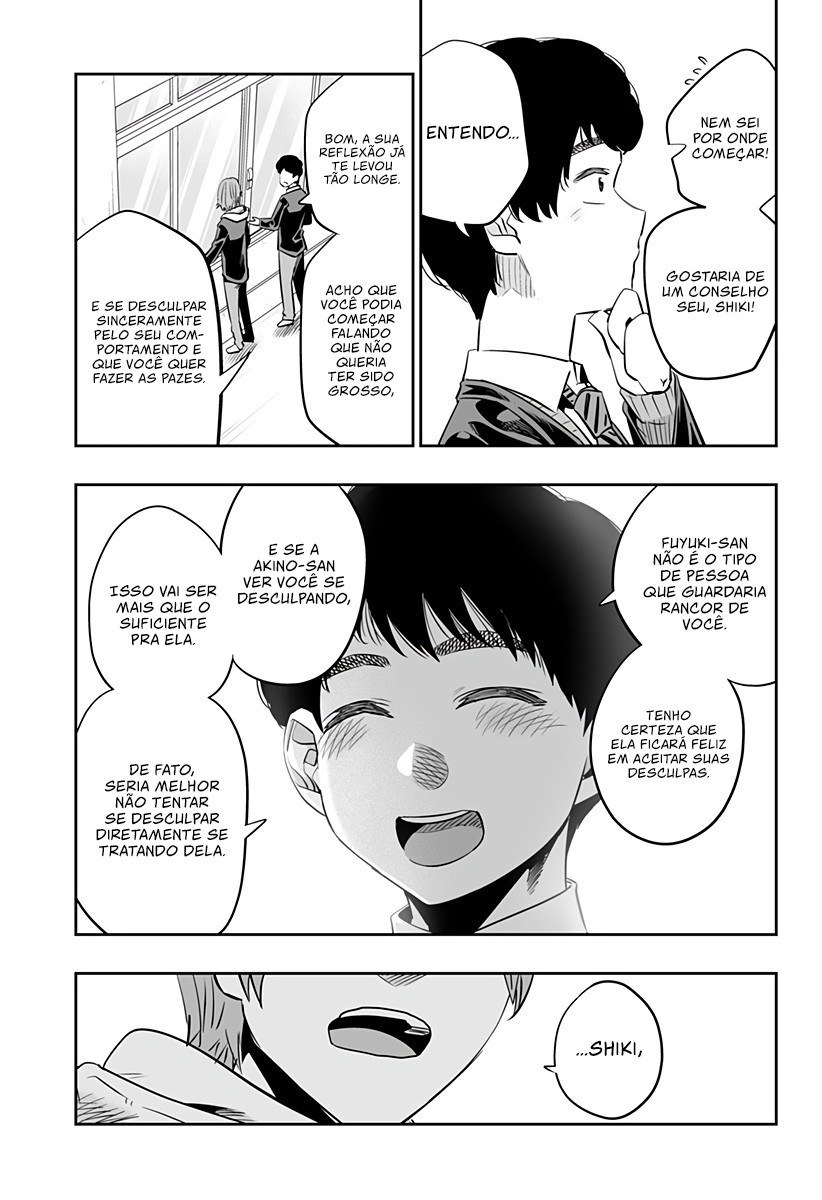 NEM SEI
POR ONDE
COMEÇAR!
GOSTARIA DE
UM CONSELHO
SEU, SHIKI!
ENTENDO...
BOM, A SUA
REFLEXÃO JÁ
TE LEVOU
TÃO LONGE.
ACHO QUE
VOCÊ PODIA
COMEÇAR
FALANDO
QUE NÃO
QUERIA
TER SIDO
GROSSO,
E SE DESCULPAR
SINCERAMENTE
PELO SEU COM-
PORTAMENTO E
QUE VOCÊ QUER
FAZER AS PAZES.
FUYUKI-SAN
NÃO É O TIPO
DE PESSOA
QUE GUARDARIA
RANCOR DE
VOCÊ.
TENHO
CERTEZA QUE
ELA FICARÁ FELIZ
EM ACEITAR SUAS
DESCULPAS.
E SE A
AKINO-SAN
VER VOCÊ SE
DESCULPANDO,
ISSO VAI SER
MAIS QUE O
SUFICIENTE
PRA ELA.
DE FATO,
SERIA MELHOR
NÃO TENTAR
SE DESCULPAR
DIRETAMENTE SE
TRATANDO DELA.
...SHIKI,